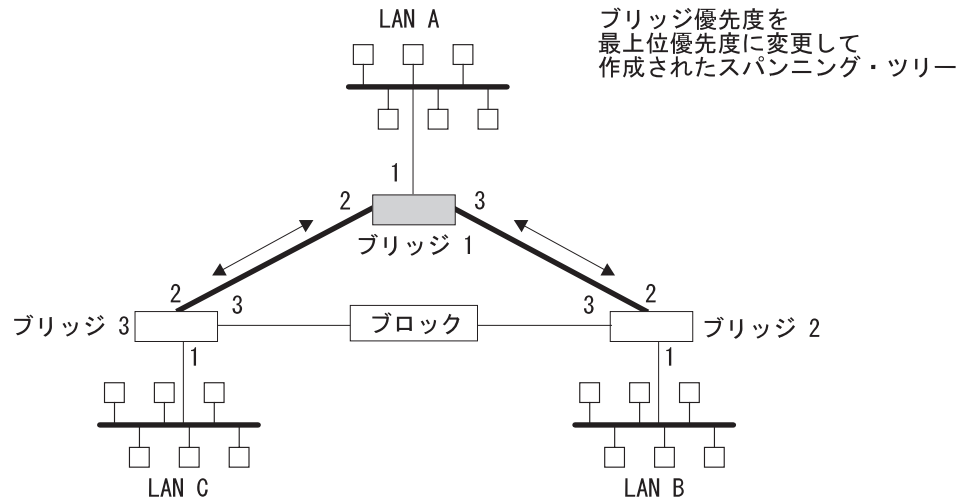 LAN A
ブリッジ優先度を
最上位優先度に変更して
作成されたスパンニング・ツリー
1
2
3
ブリッジ 1
2
3
3
2
ブリッジ 3
ブロック
ブリッジ 2
1
1
LAN C
LAN B